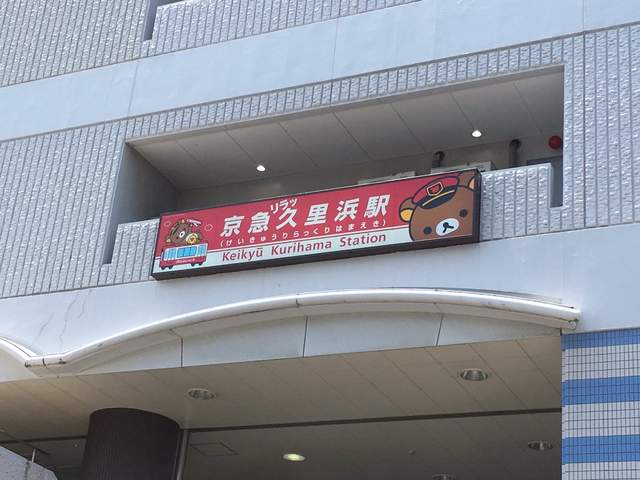 リラッ
京急久里浜駅
(けいきゅうりらっくりはまえき)
Keikyū Kurihama Station